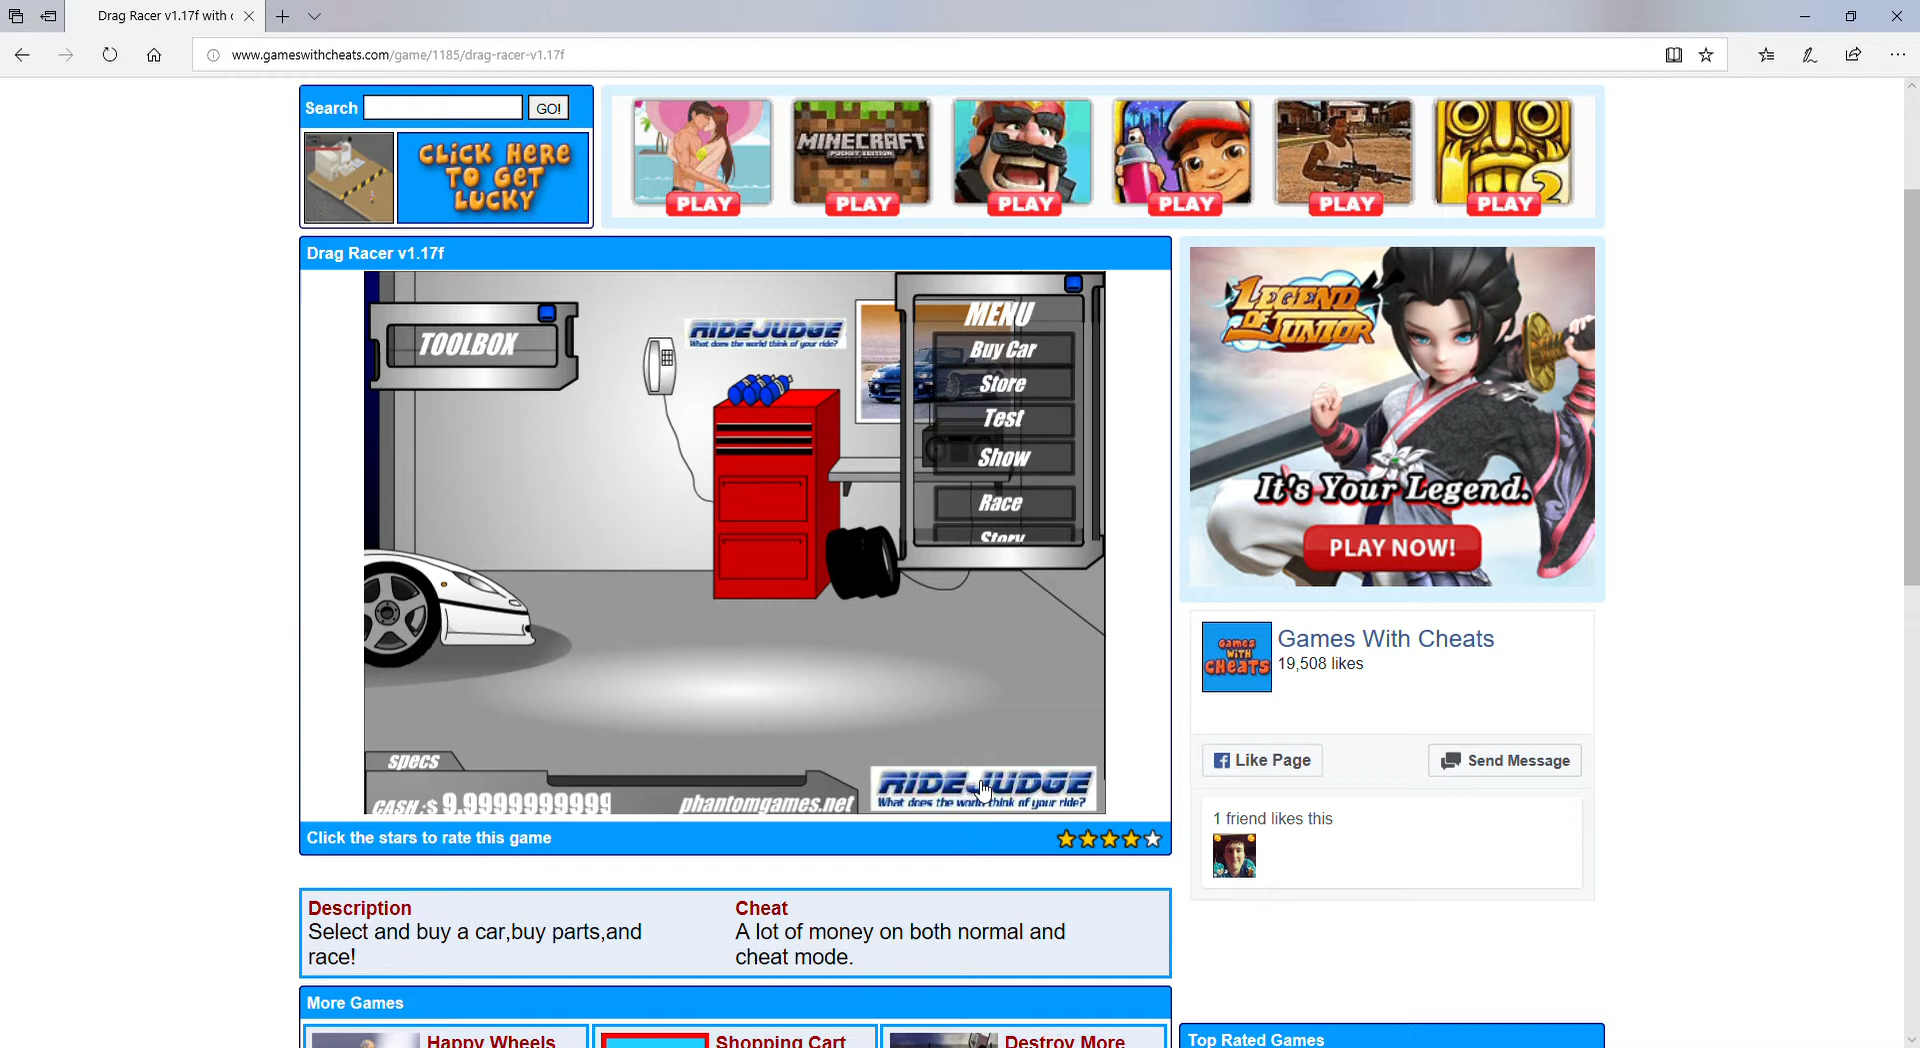 Drag Racer v1.17f with c
www.gameswithcheats.com/game/1185/drag-racer-v1.17f
Search
GO!
CLICK HERE
TO GET
LUCKY
MINECRAFT
POCKET EDITION
2
PLAY
PLAY
PLAY
PLAY
PLAY
PLAY
Drag Racer v1.17f
TOOLBOX
RIDEJUDGE
What does the world think of your ride?
MENU
Buy Car
Store
Test
Show
Race
Story
specs
CASH :$ 9.9999999999
phantomgames.net
RIDEJUDGE
What does the world think of your ride?
Click the stars to rate this game
LEGEND
OF JUNIOR
It's Your Legend.
PLAY NOW!
GAMES
WITH
CHEATS
Games With Cheats
19,508 likes
Like Page
Send Message
1 friend likes this
Description
Select and buy a car,buy parts,and
race!
Cheat
A lot of money on both normal and
cheat mode.
More Games
Happy Wheels
Shopping Cart
Destroy More
Top Rated Games